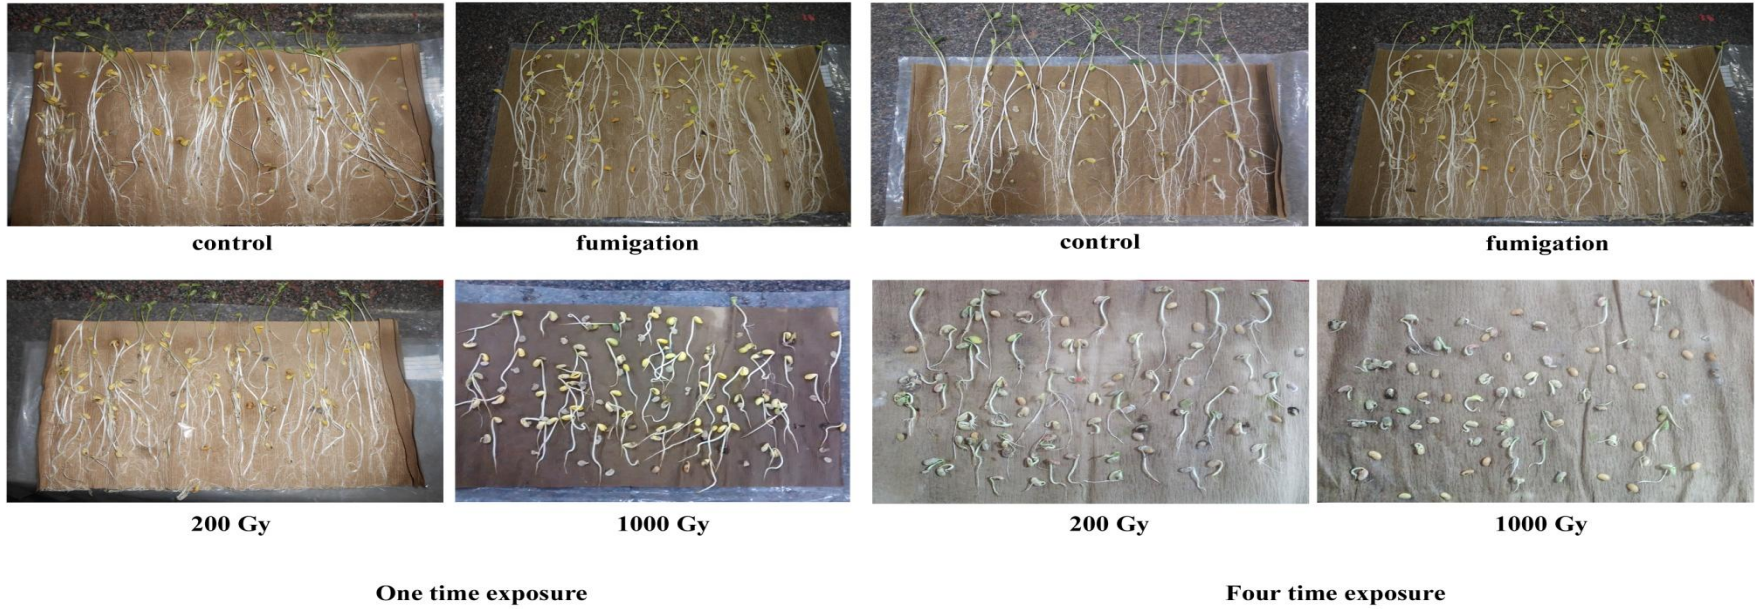 control
fumigation
control
fumigation
200 Gy
1000 Gy
200 Gy
1000 Gy
One time exposure
Four time exposure